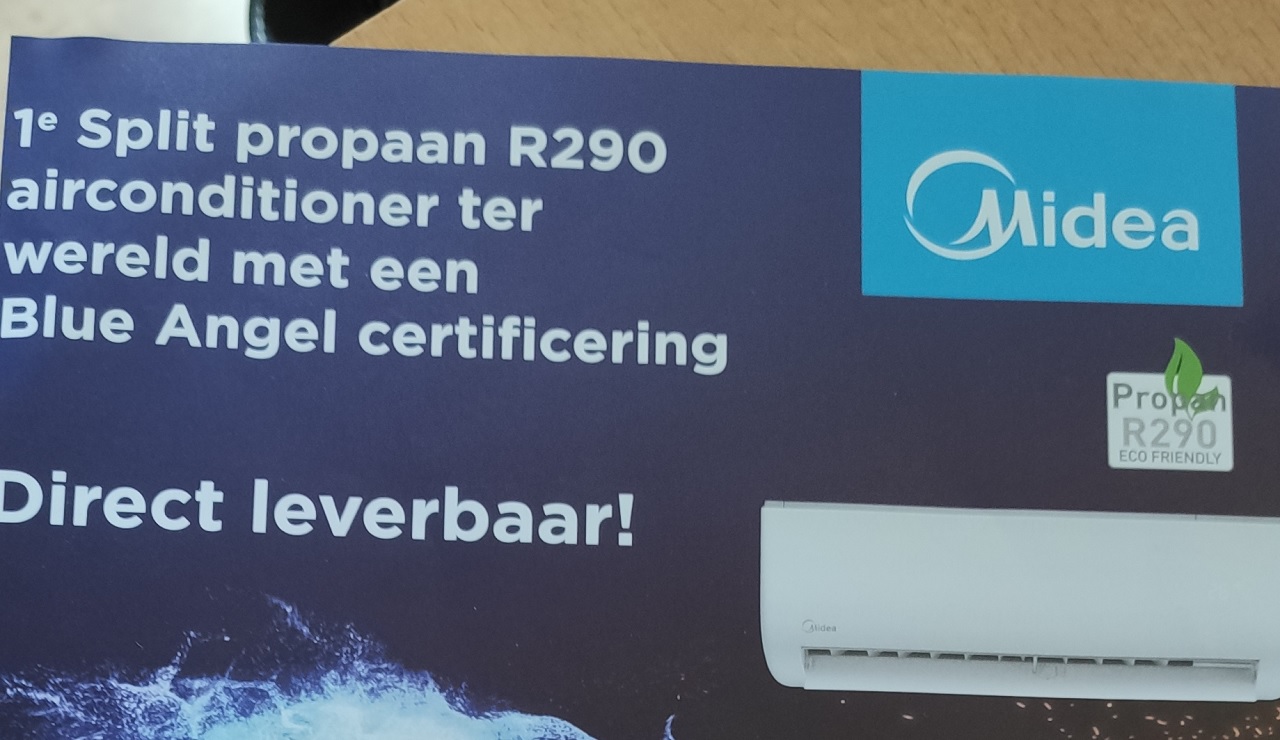 1e Split propaan R290
airconditioner ter
wereld met een
Blue Angel certificering
Midea
Propan
R290
ECO FRIENDLY
Direct leverbaar!
Midea